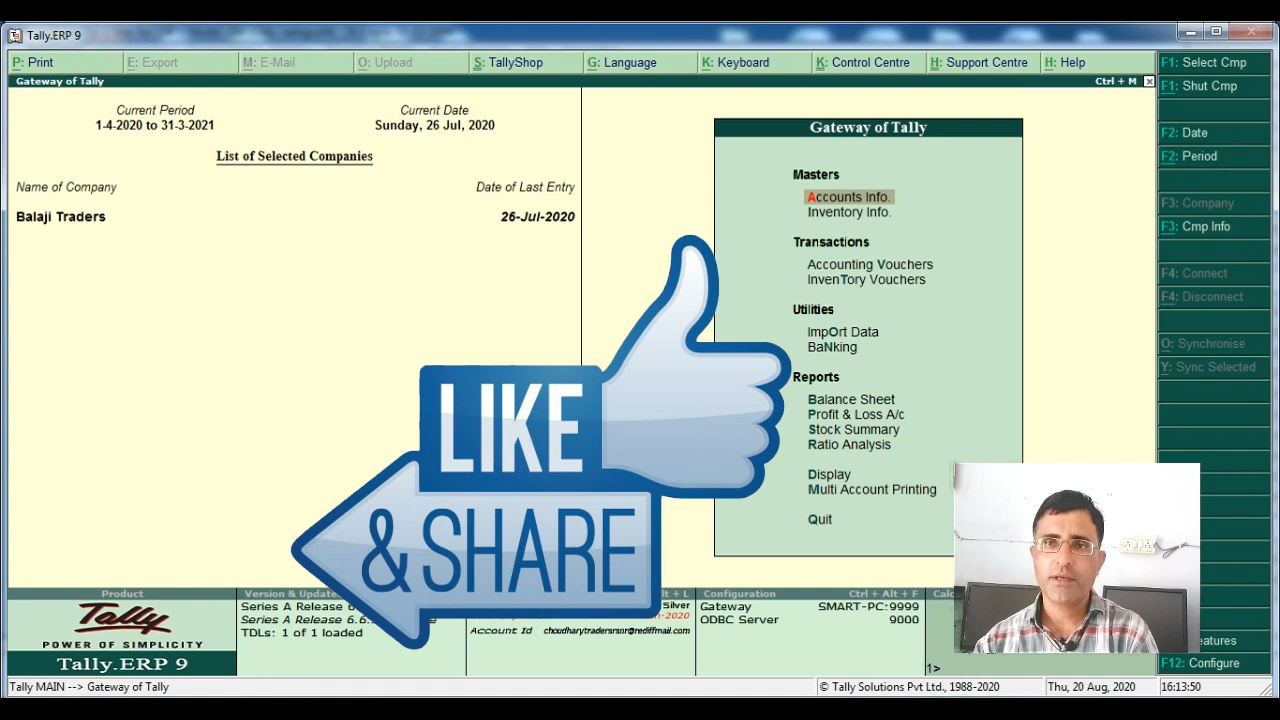 Tally.ERP 9
P: Print
E: Export
M: E-Mail
O: Upload
S: TallyShop
G: Language
K: Keyboard
K: Control Centre
H: Support Centre
H: Help
Gateway of Tally
Ctrl + M
Current Period
1-4-2020 to 31-3-2021
Current Date
Sunday, 26 Jul, 2020
List of Selected Companies
Name of Company
Date of Last Entry
Balaji Traders
26-Jul-2020
Gateway of Tally
Masters
Accounts Info.
Inventory Info.
Transactions
Accounting Vouchers
InvenTory Vouchers
Utilities
ImpOrt Data
BaNking
Reports
Balance Sheet
Profit & Loss A/c
Stock Summary
Ratio Analysis
Display
Multi Account Printing
Quit
F1: Select Cmp
F1: Shut Cmp
F2: Date
F2: Period
F3: Company
F3: Cmp Info
F4: Connect
F4: Disconnect
O: Synchronise
Y: Sync Selected
F12: Configure
LIKE
& SHARE
Product
Tally
POWER OF SIMPLICITY
Tally.ERP 9
Version &
Series A Release
Series A Release 6.6
TDLs: 1 of 1 loaded
Silver
Account Id choudharytradersrsnr@rediffmail.com
Configuration
Ctrl + Alt + F
Gateway
SMART-PC:9999
ODBC Server
9000
1>
Tally MAIN --> Gateway of Tally
© Tally Solutions Pvt Ltd., 1988-2020
Thu, 20 Aug, 2020
16:13:50